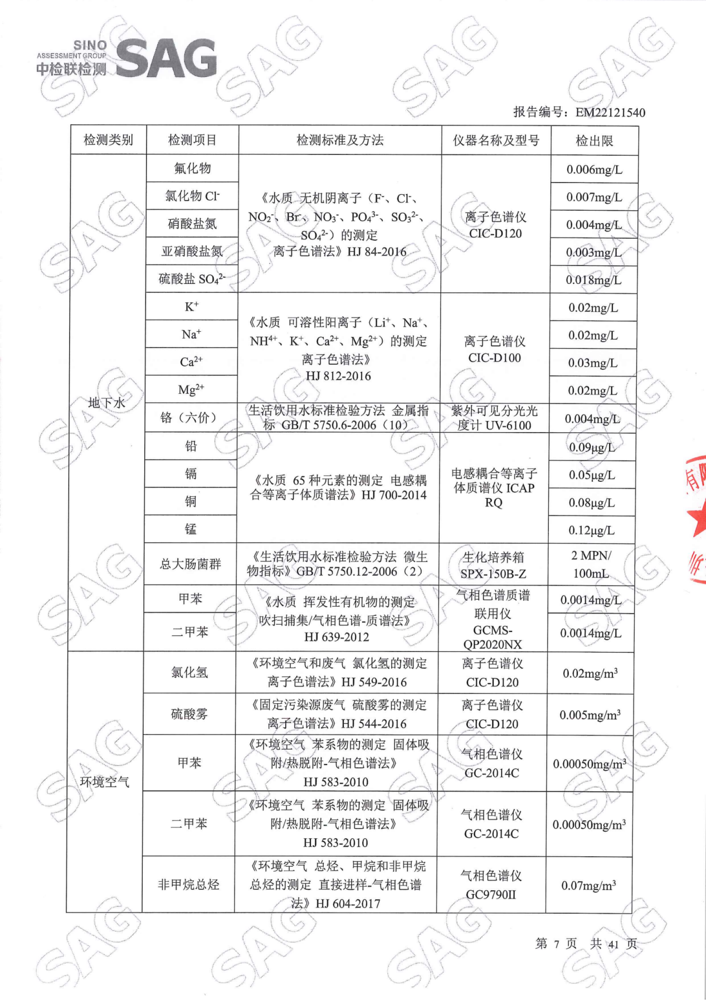 SINO
ASSESSMENT GROUP
中检联检测
SAG
报告编号：EM22121540
检测类别 检测项目 检测标准及方法 仪器名称及型号 检出限
地下水
氟化物
氯化物 Cl⁻
硝酸盐氮
亚硝酸盐氮
硫酸盐 SO₄²⁻
《水质 无机阴离子（F⁻、Cl⁻、
NO₂⁻、Br⁻、NO₃⁻、PO₄³⁻、SO₃²⁻、
SO₄²⁻）的测定
离子色谱法》HJ 84-2016
离子色谱仪
CIC-D120
0.006mg/L
0.007mg/L
0.004mg/L
0.003mg/L
0.018mg/L
K⁺
Na⁺
Ca²⁺
Mg²⁺
《水质 可溶性阳离子（Li⁺、Na⁺、
NH⁴⁺、K⁺、Ca²⁺、Mg²⁺）的测定
离子色谱法》
HJ 812-2016
离子色谱仪
CIC-D100
0.02mg/L
0.02mg/L
0.03mg/L
0.02mg/L
铬（六价）
生活饮用水标准检验方法 金属指
标 GB/T 5750.6-2006（10）
紫外可见分光光
度计 UV-6100
0.004mg/L
铅
镉
铜
锰
《水质 65 种元素的测定 电感耦
合等离子体质谱法》HJ 700-2014
电感耦合等离子
体质谱仪 ICAP
RQ
0.09μg/L
0.05μg/L
0.08μg/L
0.12μg/L
总大肠菌群
《生活饮用水标准检验方法 微生
物指标》GB/T 5750.12-2006（2）
生化培养箱
SPX-150B-Z
2 MPN/
100mL
甲苯
二甲苯
《水质 挥发性有机物的测定
吹扫捕集/气相色谱-质谱法》
HJ 639-2012
气相色谱质谱
联用仪
GCMS-
QP2020NX
0.0014mg/L
0.0014mg/L
环境空气
氯化氢
《环境空气和废气 氯化氢的测定
离子色谱法》HJ 549-2016
离子色谱仪
CIC-D120
0.02mg/m³
硫酸雾
《固定污染源废气 硫酸雾的测定
离子色谱法》HJ 544-2016
离子色谱仪
CIC-D120
0.005mg/m³
甲苯
《环境空气 苯系物的测定 固体吸
附/热脱附-气相色谱法》
HJ 583-2010
气相色谱仪
GC-2014C
0.00050mg/m³
二甲苯
《环境空气 苯系物的测定 固体吸
附/热脱附-气相色谱法》
HJ 583-2010
气相色谱仪
GC-2014C
0.00050mg/m³
非甲烷总烃
《环境空气 总烃、甲烷和非甲烷
总烃的测定 直接进样-气相色谱
法》HJ 604-2017
气相色谱仪
GC9790II
0.07mg/m³
第 7 页 共 41 页